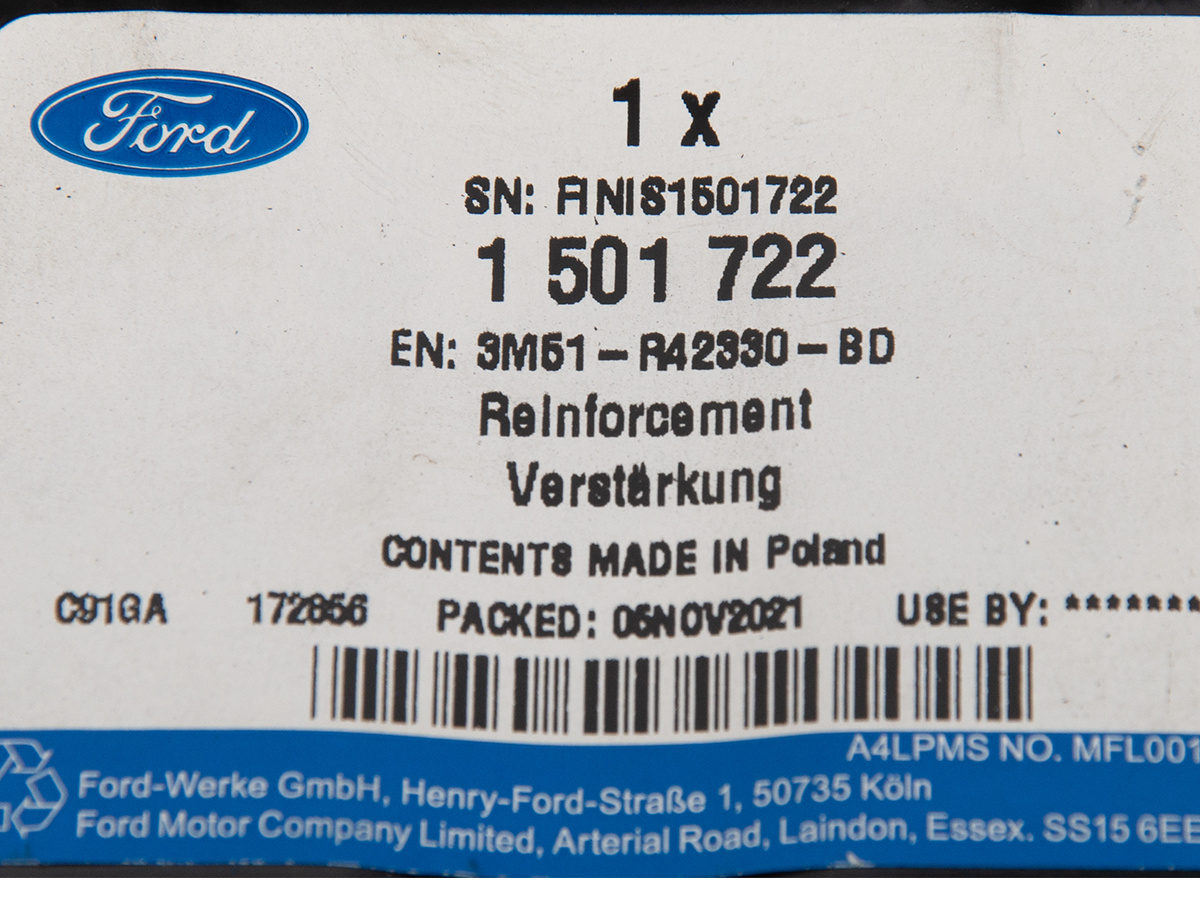 Ford
1 x
SN: FINIS1501722
1 501 722
EN: 3M51-R42330-BD
Reinforcement
Verstärkung
CONTENTS MADE IN Poland
C91GA 172856 PACKED: 05NOV2021 USE BY: *******
A4LPMS NO. MFL001
Ford-Werke GmbH, Henry-Ford-Straße 1, 50735 Köln
Ford Motor Company Limited, Arterial Road, Laindon, Essex. SS15 6EE